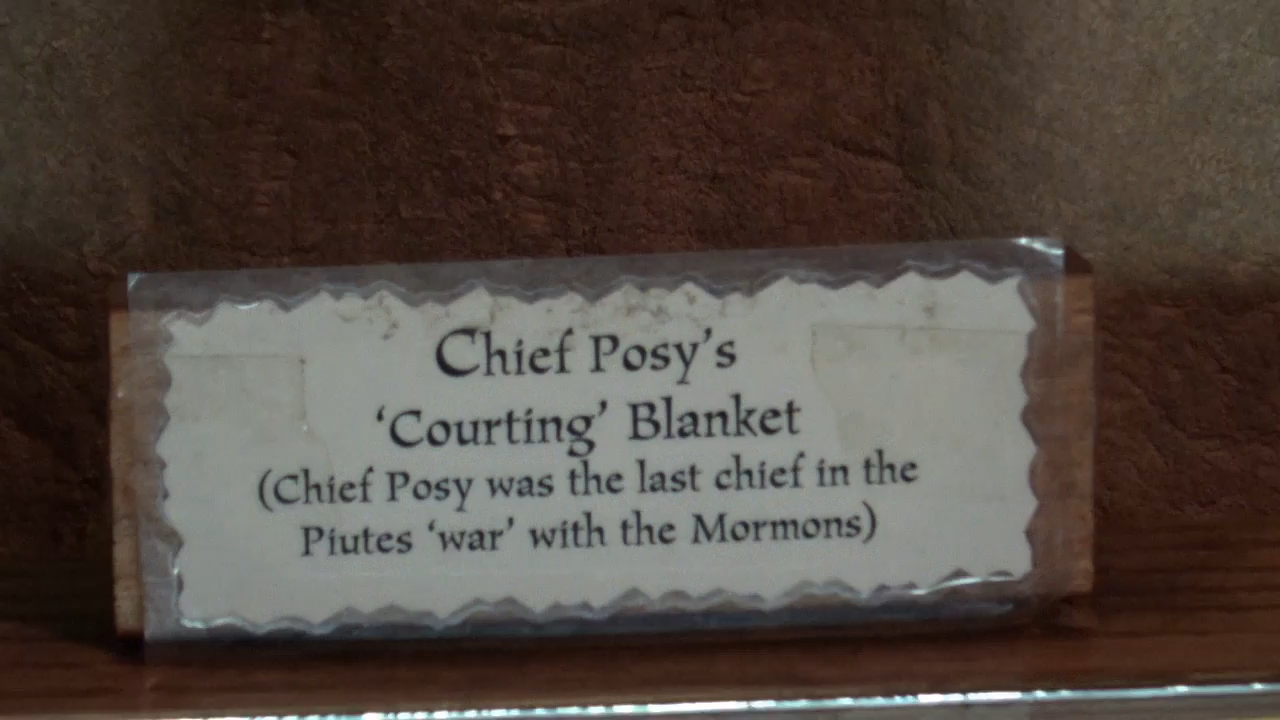 Chief Posy's
'Courting' Blanket
(Chief Posy was the last chief in the
Piutes 'war' with the Mormons)